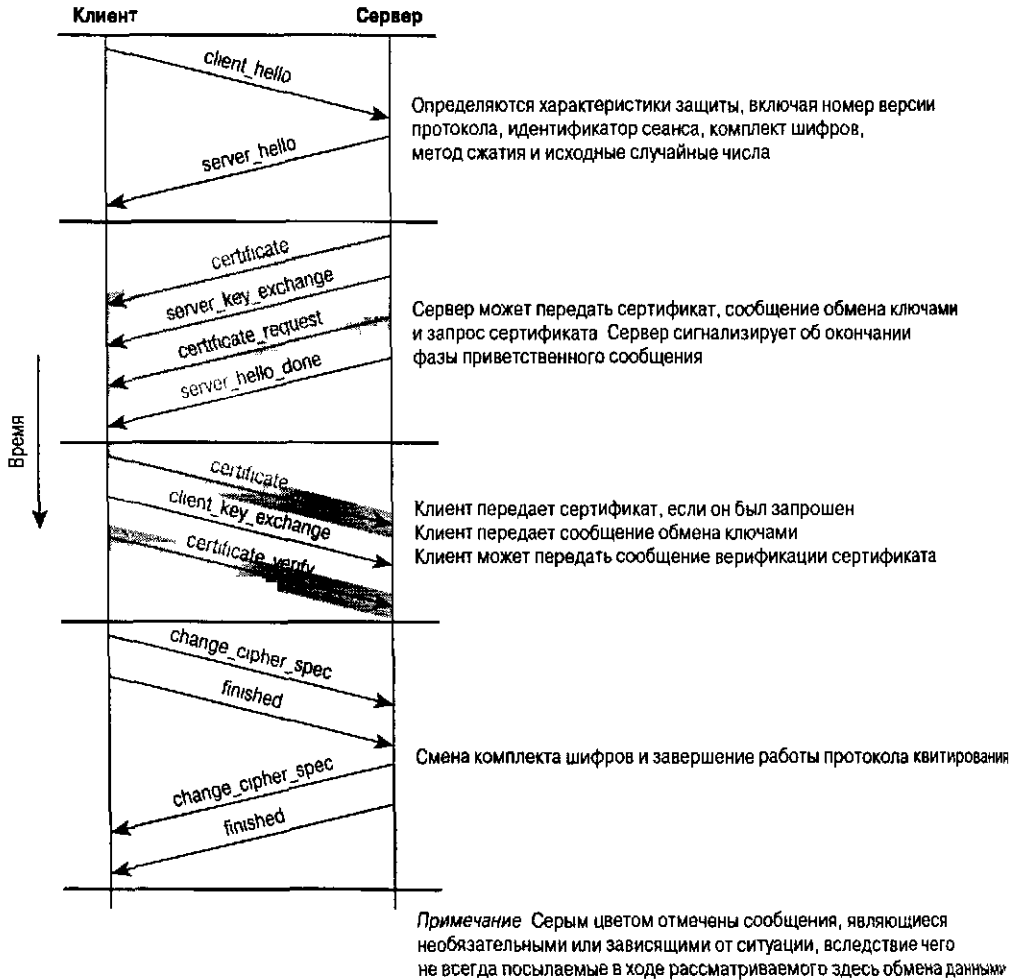 Клиент
Сервер
client_hello
Определяются характеристики защиты, включая номер версии
протокола, идентификатор сеанса, комплект шифров,
метод сжатия и исходные случайные числа
server_hello
certificate
server_key_exchange
Сервер может передать сертификат, сообщение обмена ключами
и запрос сертификата Сервер сигнализирует об окончании
фазы приветственного сообщения
certificate_request
server_hello_done
Время
certificate
Клиент передает сертификат, если он был запрошен
client_key_exchange
Клиент передает сообщение обмена ключами
certificate_verify
Клиент может передать сообщение верификации сертификата
change_cipher_spec
finished
Смена комплекта шифров и завершение работы протокола квитирования
change_cipher_spec
finished
Примечание Серым цветом отмечены сообщения, являющиеся
необязательными или зависящими от ситуации, вследствие чего
не всегда посылаемые в ходе рассматриваемого здесь обмена данными